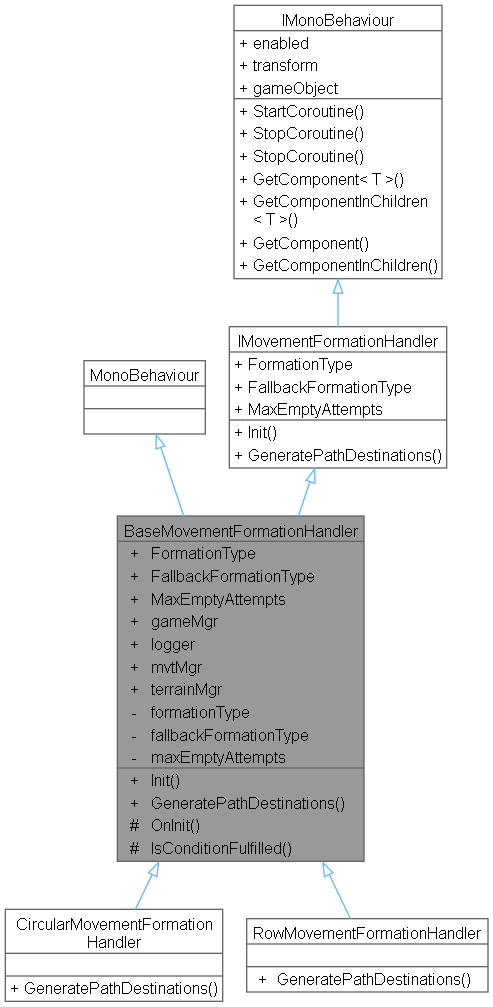 IMonoBehaviour
+ enabled
+ transform
+ gameObject
+ StartCoroutine()
+ StopCoroutine()
+ StopCoroutine()
+ GetComponent< T >()
+ GetComponentInChildren
< T >()
+ GetComponent()
+ GetComponentInChildren()
IMovementFormationHandler
+ FormationType
+ FallbackFormationType
+ MaxEmptyAttempts
+ Init()
+ GeneratePathDestinations()
MonoBehaviour
BaseMovementFormationHandler
+ FormationType
+ FallbackFormationType
+ MaxEmptyAttempts
+ gameMgr
+ logger
+ mvtMgr
+ terrainMgr
- formationType
- fallbackFormationType
- maxEmptyAttempts
+ Init()
+ GeneratePathDestinations()
# OnInit()
# IsConditionFulfilled()
CircularMovementFormation
Handler
+ GeneratePathDestinations()
RowMovementFormationHandler
+ GeneratePathDestinations()